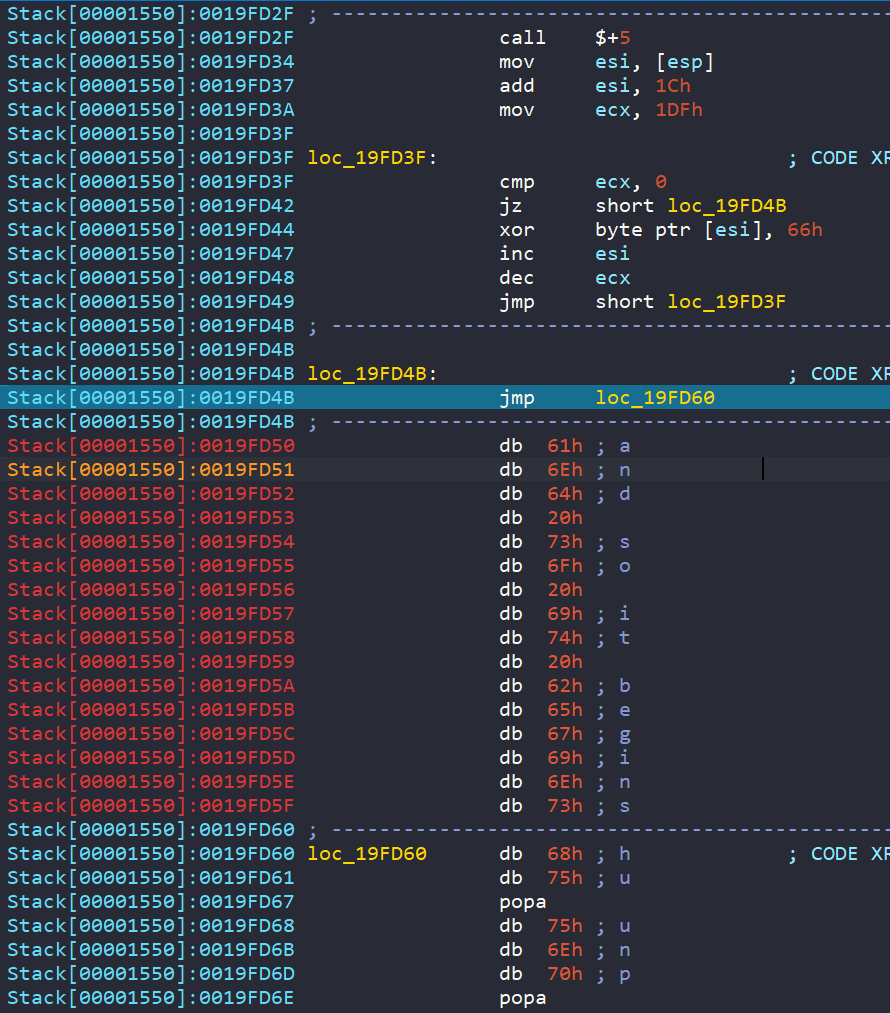 Stack[00001550]:0019FD2F ; -----------------------------------------------
Stack[00001550]:0019FD2F                 call    $+5
Stack[00001550]:0019FD34                 mov     esi, [esp]
Stack[00001550]:0019FD37                 add     esi, 1Ch
Stack[00001550]:0019FD3A                 mov     ecx, 1DFh
Stack[00001550]:0019FD3F
Stack[00001550]:0019FD3F loc_19FD3F:                             ; CODE XR
Stack[00001550]:0019FD3F                 cmp     ecx, 0
Stack[00001550]:0019FD42                 jz      short loc_19FD4B
Stack[00001550]:0019FD44                 xor     byte ptr [esi], 66h
Stack[00001550]:0019FD47                 inc     esi
Stack[00001550]:0019FD48                 dec     ecx
Stack[00001550]:0019FD49                 jmp     short loc_19FD3F
Stack[00001550]:0019FD4B ; -----------------------------------------------
Stack[00001550]:0019FD4B
Stack[00001550]:0019FD4B loc_19FD4B:                             ; CODE XR
Stack[00001550]:0019FD4B                 jmp     loc_19FD60
Stack[00001550]:0019FD4B ; -----------------------------------------------
Stack[00001550]:0019FD50                 db  61h ; a
Stack[00001550]:0019FD51                 db  6Eh ; n
Stack[00001550]:0019FD52                 db  64h ; d
Stack[00001550]:0019FD53                 db  20h
Stack[00001550]:0019FD54                 db  73h ; s
Stack[00001550]:0019FD55                 db  6Fh ; o
Stack[00001550]:0019FD56                 db  20h
Stack[00001550]:0019FD57                 db  69h ; i
Stack[00001550]:0019FD58                 db  74h ; t
Stack[00001550]:0019FD59                 db  20h
Stack[00001550]:0019FD5A                 db  62h ; b
Stack[00001550]:0019FD5B                 db  65h ; e
Stack[00001550]:0019FD5C                 db  67h ; g
Stack[00001550]:0019FD5D                 db  69h ; i
Stack[00001550]:0019FD5E                 db  6Eh ; n
Stack[00001550]:0019FD5F                 db  73h ; s
Stack[00001550]:0019FD60 ; -----------------------------------------------
Stack[00001550]:0019FD60 loc_19FD60      db  68h ; h             ; CODE XR
Stack[00001550]:0019FD61                 db  75h ; u
Stack[00001550]:0019FD67                 popa
Stack[00001550]:0019FD68                 db  75h ; u
Stack[00001550]:0019FD6B                 db  6Eh ; n
Stack[00001550]:0019FD6D                 db  70h ; p
Stack[00001550]:0019FD6E                 popa